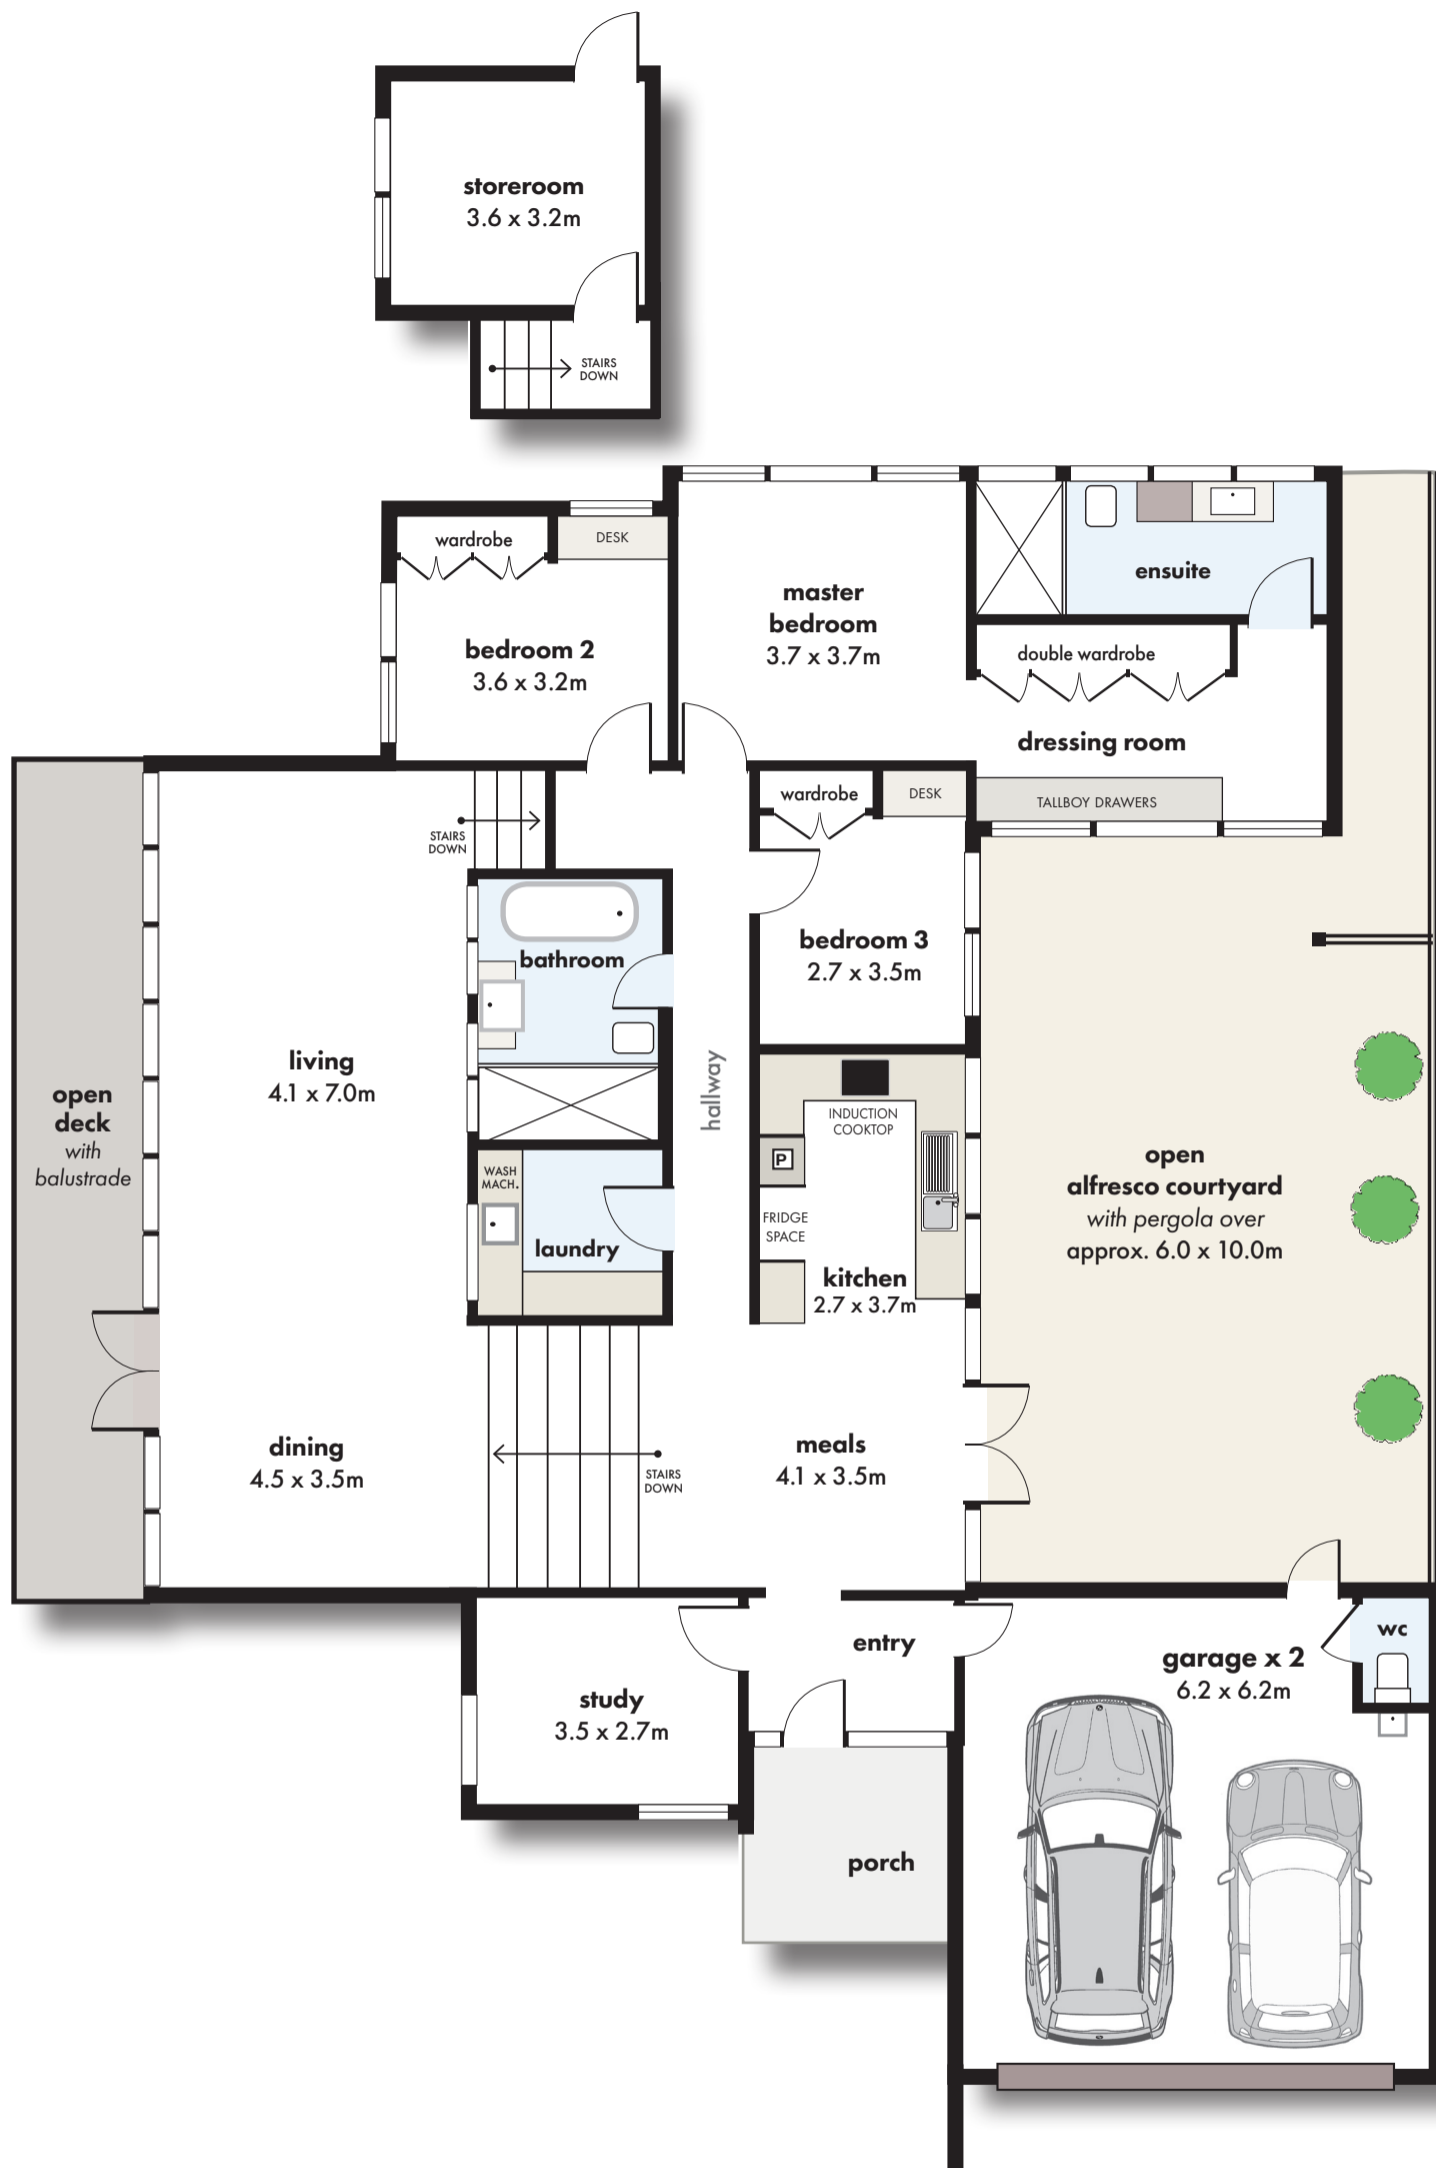 storeroom
3.6 x 3.2m
STAIRS
DOWN
wardrobe
DESK
bedroom 2
3.6 x 3.2m
master
bedroom
3.7 x 3.7m
ensuite
double wardrobe
dressing room
TALLBOY DRAWERS
STAIRS
DOWN
wardrobe
DESK
bathroom
bedroom 3
2.7 x 3.5m
living
4.1 x 7.0m
open
deck
with
balustrade
hallway
INDUCTION
COOKTOP
P
FRIDGE
SPACE
kitchen
2.7 x 3.7m
WASH
MACH.
laundry
open
alfresco courtyard
with pergola over
approx. 6.0 x 10.0m
dining
4.5 x 3.5m
STAIRS
DOWN
meals
4.1 x 3.5m
entry
study
3.5 x 2.7m
wc
garage x 2
6.2 x 6.2m
porch